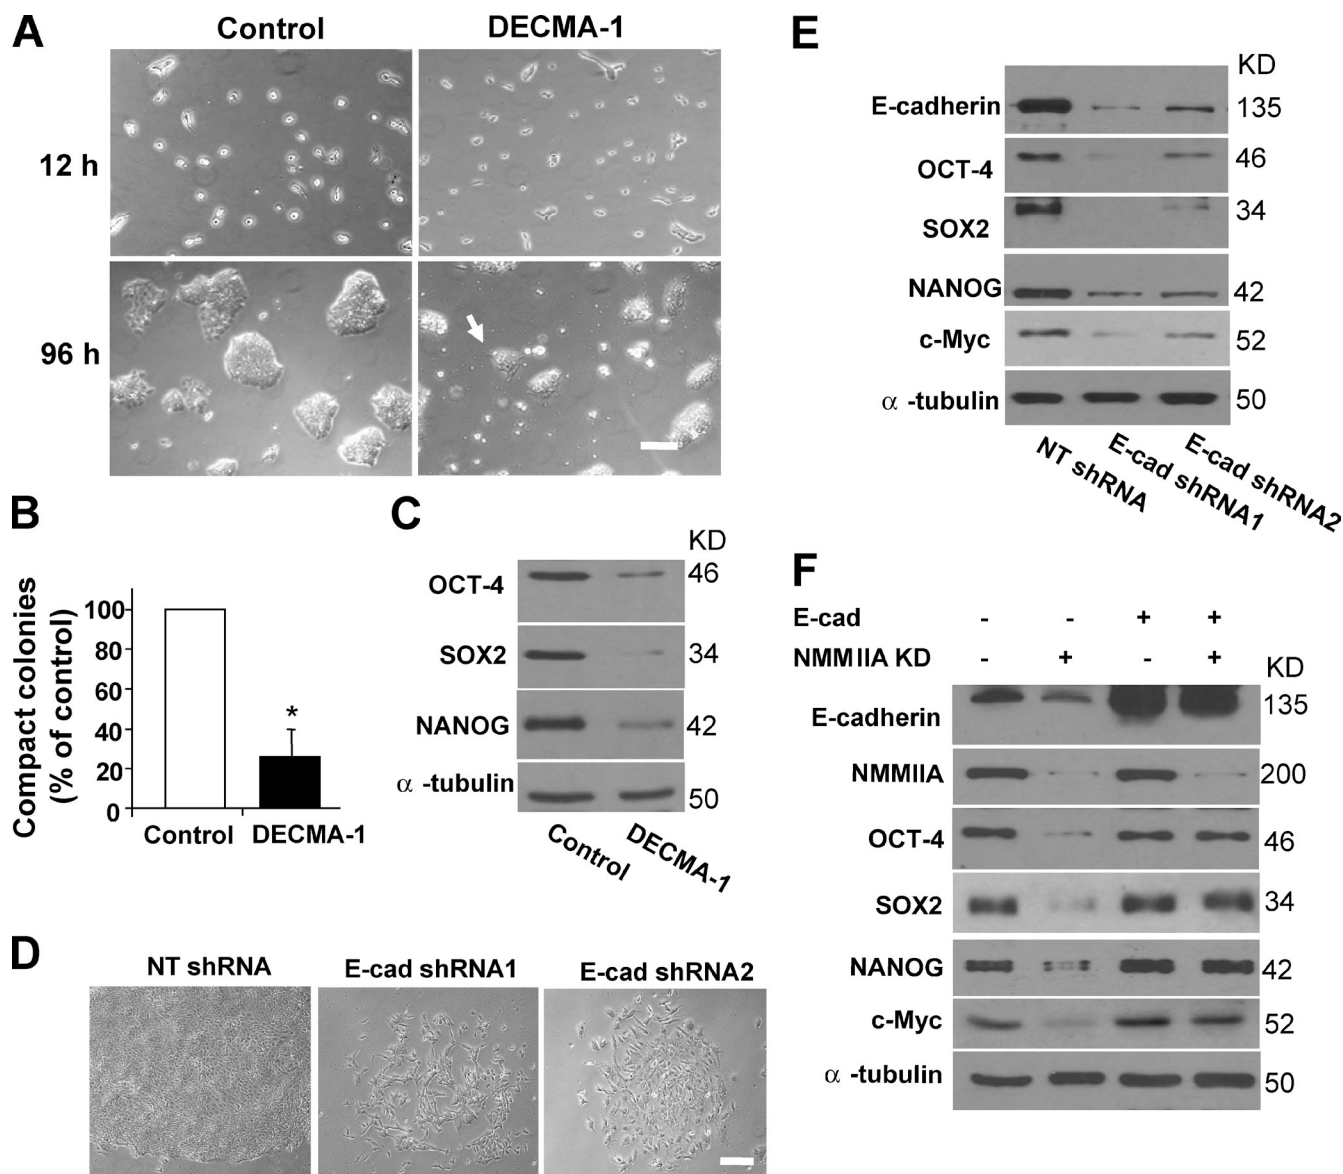 A
Control
DECMA-1
12 h
96 h
B
Compact colonies
(% of control)
100
80
60
40
20
0
*
Control
DECMA-1
C
KD
OCT-4
46
SOX2
34
NANOG
42
α -tubulin
50
Control
DECMA-1
D
NT shRNA
E-cad shRNA1
E-cad shRNA2
E
KD
E-cadherin
135
OCT-4
46
SOX2
34
NANOG
42
c-Myc
52
α -tubulin
50
NT shRNA
E-cad shRNA1
E-cad shRNA2
F
E-cad - - + +
NMMIIA KD - + - +
KD
E-cadherin
135
NMMIIA
200
OCT-4
46
SOX2
34
NANOG
42
c-Myc
52
α -tubulin
50